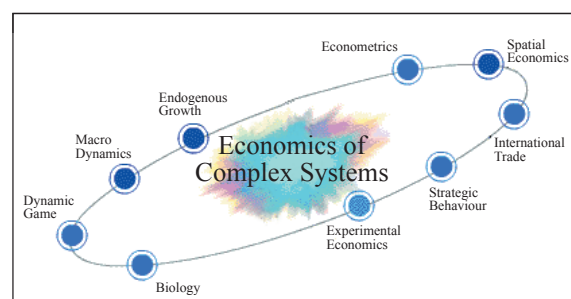 Spatial
Economics
Econometrics
Endogenous
Growth
Economics of
Complex Systems
International
Trade
Macro
Dynamics
Strategic
Behaviour
Dynamic
Game
Experimental
Economics
Biology